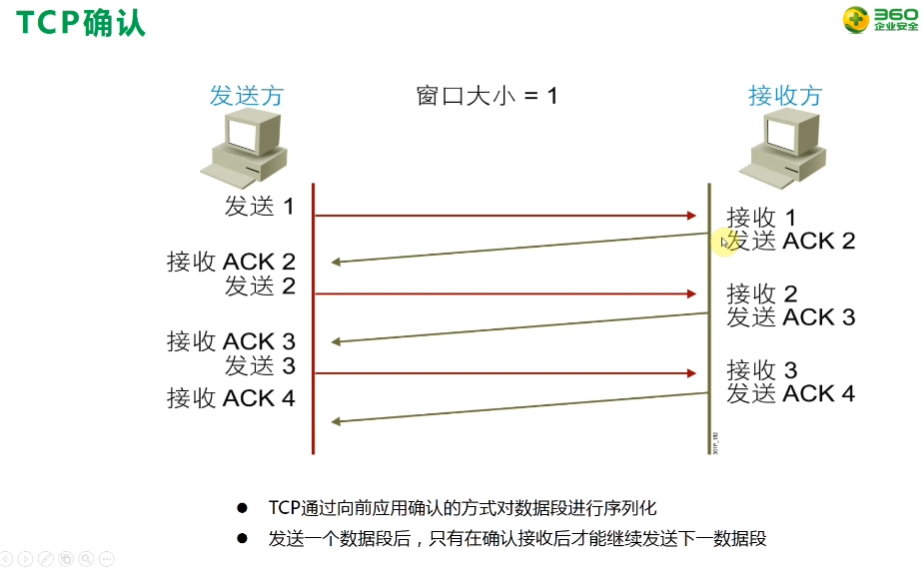 TCP确认
360
企业安全
发送方
窗口大小 = 1
接收方
发送 1
接收 1
发送 ACK 2
接收 ACK 2
发送 2
接收 2
发送 ACK 3
接收 ACK 3
发送 3
接收 3
发送 ACK 4
接收 ACK 4
TCP通过向前应用确认的方式对数据段进行序列化
发送一个数据段后，只有在确认接收后才能继续发送下一数据段